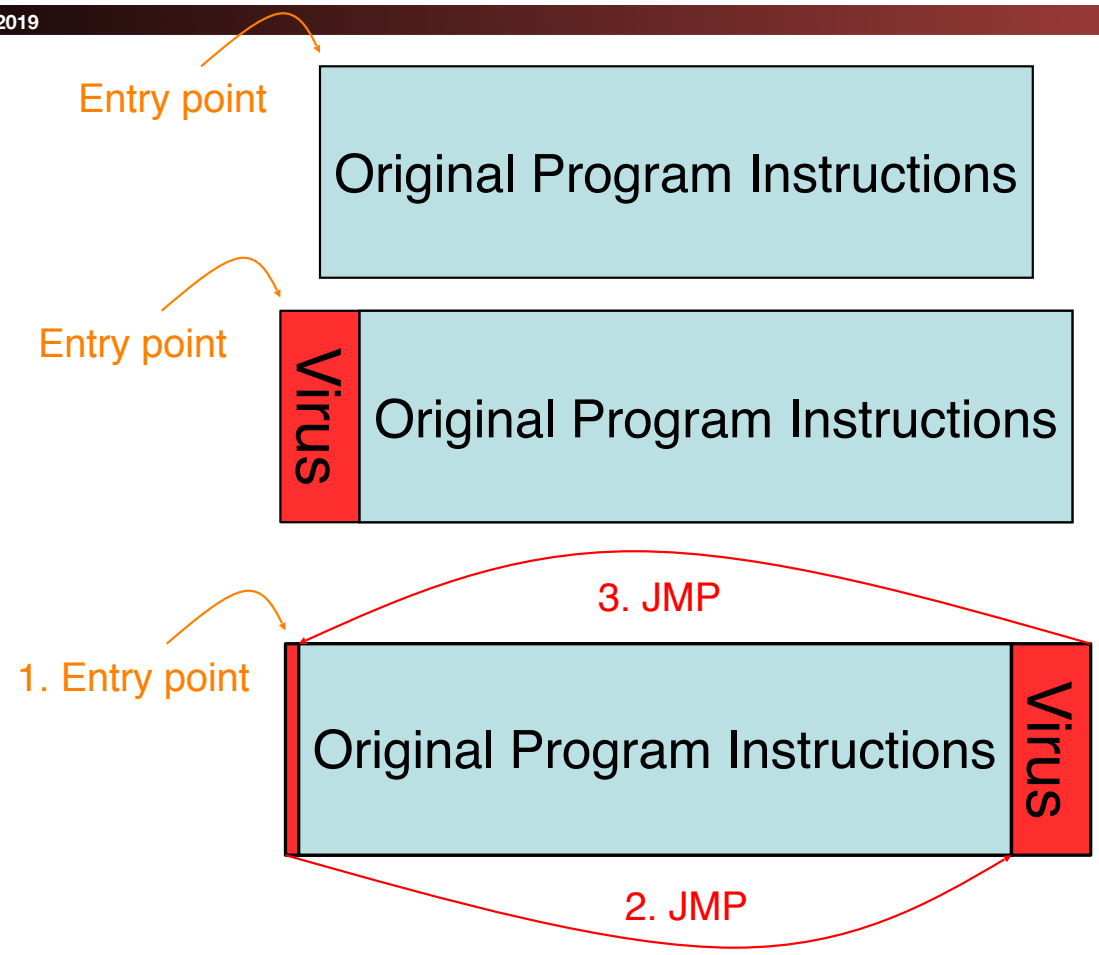 2019
Entry point
Original Program Instructions
Entry point
Virus
Original Program Instructions
3. JMP
1. Entry point
Original Program Instructions
Virus
2. JMP